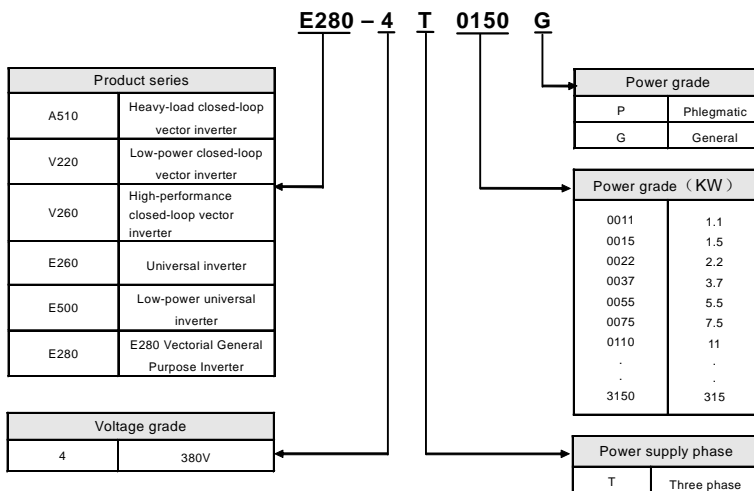 E280 – 4 T 0150 G
Product series
A510 Heavy-load closed-loop
vector inverter
V220 Low-power closed-loop
vector inverter
V260 High-performance
closed-loop vector
inverter
E260 Universal inverter
E500 Low-power universal
inverter
E280 E280 Vectorial General
Purpose Inverter
Voltage grade
4 380V
Power grade
P Phlegmatic
G General
Power grade（KW）
0011 1.1
0015 1.5
0022 2.2
0037 3.7
0055 5.5
0075 7.5
0110 11
. .
. .
3150 315
Power supply phase
T Three phase